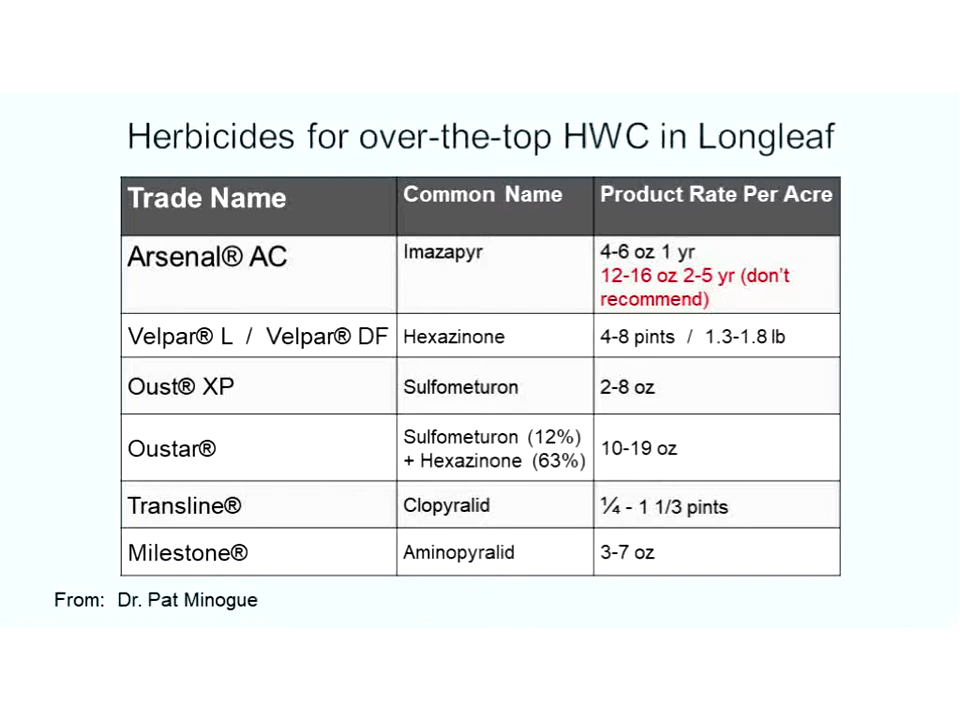 Herbicides for over-the-top HWC in Longleaf
Trade Name
Common Name
Product Rate Per Acre
Arsenal® AC
Imazapyr
4-6 oz 1 yr
12-16 oz 2-5 yr (don't
recommend)
Velpar® L / Velpar® DF
Hexazinone
4-8 pints / 1.3-1.8 lb
Oust® XP
Sulfometuron
2-8 oz
Oustar®
Sulfometuron (12%)
+ Hexazinone (63%)
10-19 oz
Transline®
Clopyralid
¼ - 1 1/3 pints
Milestone®
Aminopyralid
3-7 oz
From: Dr. Pat Minogue